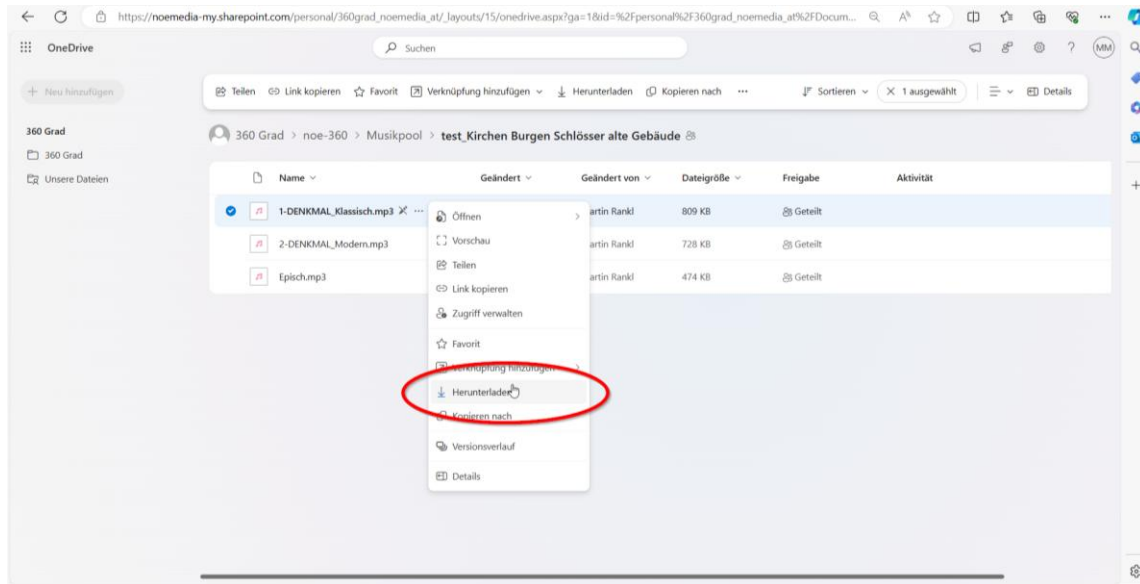 https://noemedia-my.sharepoint.com/personal/360grad_noemedia_at/_layouts/15/onedrive.aspx?ga=1&id=%2Fpersonal%2F360grad_noemedia_at%2FDocum...
OneDrive
Suchen
MM
+ Neu hinzufügen
Teilen Link kopieren Favorit Verknüpfung hinzufügen Herunterladen Kopieren nach ... Sortieren 1 ausgewählt Details
360 Grad
360 Grad
Unsere Dateien
360 Grad > noe-360 > Musikpool > test_Kirchen Burgen Schlösser alte Gebäude
Name Geändert Geändert von Dateigröße Freigabe Aktivität
1-DENKMAL_Klassisch.mp3 ... artin Rankl 809 KB Geteilt
2-DENKMAL_Modern.mp3 artin Rankl 728 KB Geteilt
Episch.mp3 artin Rankl 474 KB Geteilt
Öffnen
Vorschau
Teilen
Link kopieren
Zugriff verwalten
Favorit
Verknüpfung hinzufügen
Herunterladen
Kopieren nach
Versionsverlauf
Details